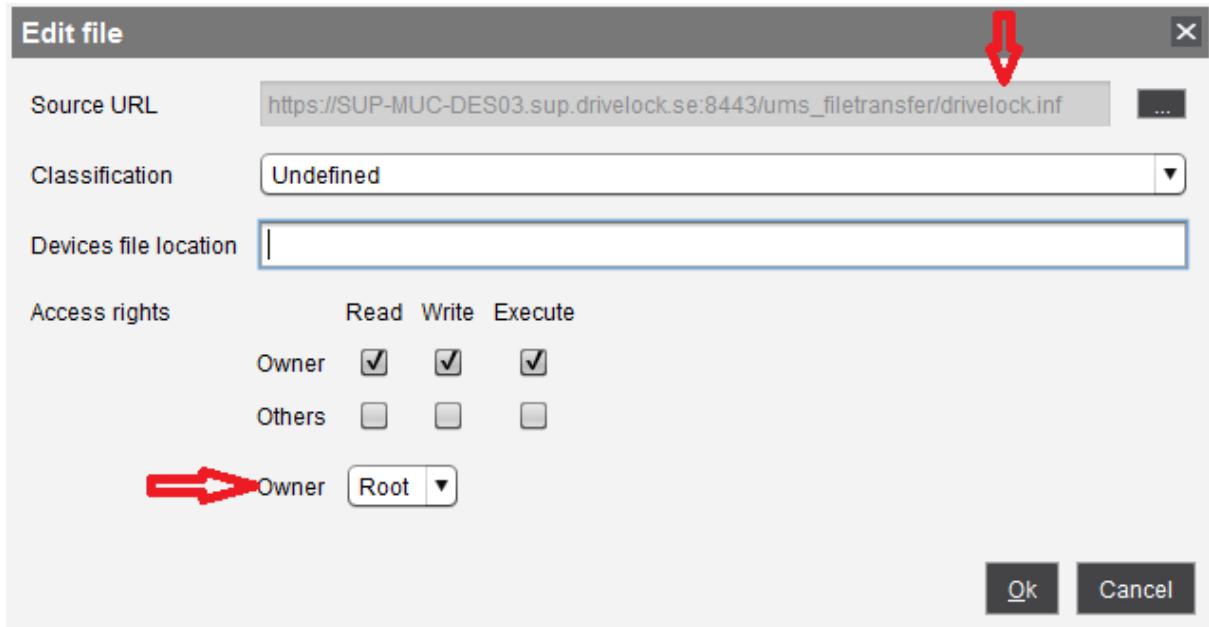 Edit file
Source URL https://SUP-MUC-DES03.sup.drivelock.se:8443/ums_filetransfer/drivelock.inf ...
Classification Undefined
Devices file location
Access rights Read Write Execute
Owner
Others
Owner Root
Ok Cancel